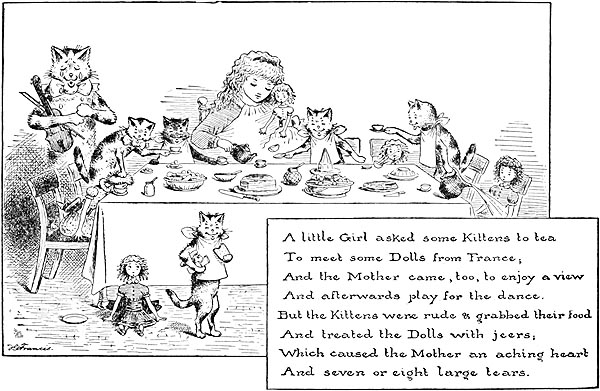 A little Girl asked some Kittens to tea
To meet some Dolls from France;
And the Mother came, too, to enjoy a view
And afterwards play for the dance.
But the Kittens were rude & grabbed their food
And treated the Dolls with jeers;
Which caused the Mother an aching heart
And seven or eight large tears.
J.G. Francis